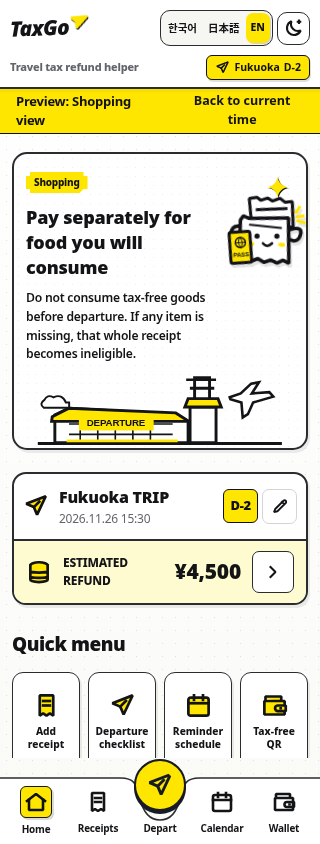 TaxGo
한국어 日本語 EN
Travel tax refund helper
Fukuoka D-2
Preview: Shopping
view
Back to current
time
Shopping
Pay separately for
food you will
consume
Do not consume tax-free goods
before departure. If any item is
missing, that whole receipt
becomes ineligible.
PASS
DEPARTURE
Fukuoka TRIP
2026.11.26 15:30
D-2
ESTIMATED
REFUND
¥4,500
Quick menu
Add
receipt
Departure
checklist
Reminder
schedule
Tax-free
QR
Home
Receipts
Depart
Calendar
Wallet